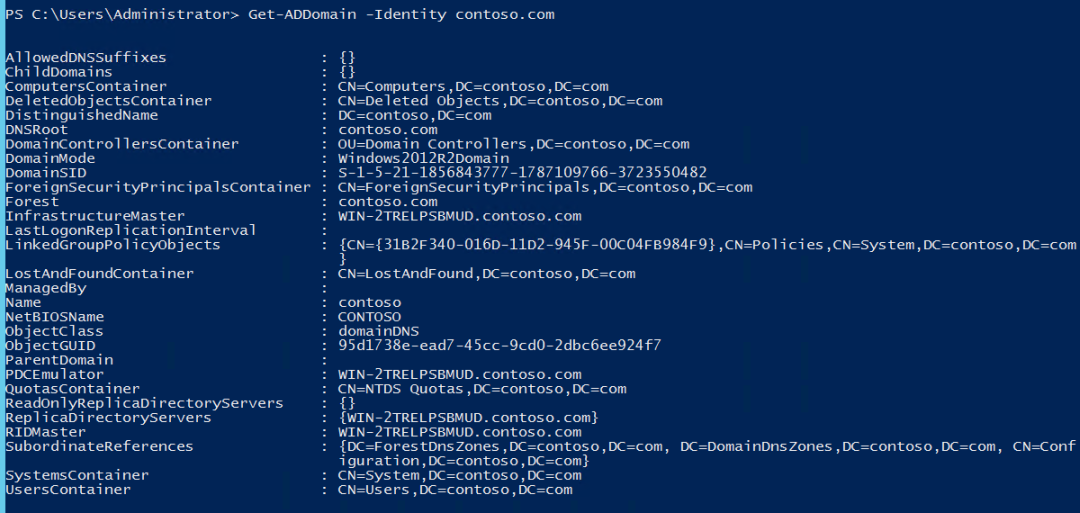 PS C:\Users\Administrator> Get-ADDomain -Identity contoso.com
AllowedDNSSuffixes : {}
ChildDomains : {}
ComputersContainer : CN=Computers,DC=contoso,DC=com
DeletedObjectsContainer : CN=Deleted Objects,DC=contoso,DC=com
DistinguishedName : DC=contoso,DC=com
DNSRoot : contoso.com
DomainControllersContainer : OU=Domain Controllers,DC=contoso,DC=com
DomainMode : Windows2012R2Domain
DomainSID : S-1-5-21-1856843777-1787109766-3723550482
ForeignSecurityPrincipalsContainer : CN=ForeignSecurityPrincipals,DC=contoso,DC=com
Forest : contoso.com
InfrastructureMaster : WIN-2TRELPSBMUD.contoso.com
LastLogonReplicationInterval :
LinkedGroupPolicyObjects : {CN={31B2F340-016D-11D2-945F-00C04FB984F9},CN=Policies,CN=System,DC=contoso,DC=com
}
LostAndFoundContainer : CN=LostAndFound,DC=contoso,DC=com
ManagedBy :
Name : contoso
NetBIOSName : CONTOSO
ObjectClass : domainDNS
ObjectGUID : 95d1738e-ead7-45cc-9cd0-2dbc6ee924f7
ParentDomain :
PDCEmulator : WIN-2TRELPSBMUD.contoso.com
QuotasContainer : CN=NTDS Quotas,DC=contoso,DC=com
ReadOnlyReplicaDirectoryServers : {}
ReplicaDirectoryServers : {WIN-2TRELPSBMUD.contoso.com}
RIDMaster : WIN-2TRELPSBMUD.contoso.com
SubordinateReferences : {DC=ForestDnsZones,DC=contoso,DC=com, DC=DomainDnsZones,DC=contoso,DC=com, CN=Conf
iguration,DC=contoso,DC=com}
SystemsContainer : CN=System,DC=contoso,DC=com
UsersContainer : CN=Users,DC=contoso,DC=com